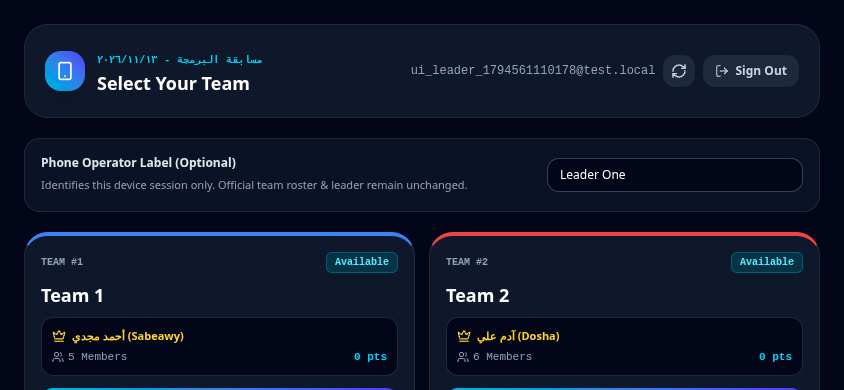 مسابقة البرمجة - ٢٠٢٦/١١/١٣
Select Your Team
ui_leader_1794561110178@test.local
Sign Out
Phone Operator Label (Optional)
Identifies this device session only. Official team roster & leader remain unchanged.
Leader One
TEAM #1
Available
Team 1
أحمد مجدي (Sabeawy)
5 Members
0 pts
TEAM #2
Available
Team 2
آدم علي (Dosha)
6 Members
0 pts